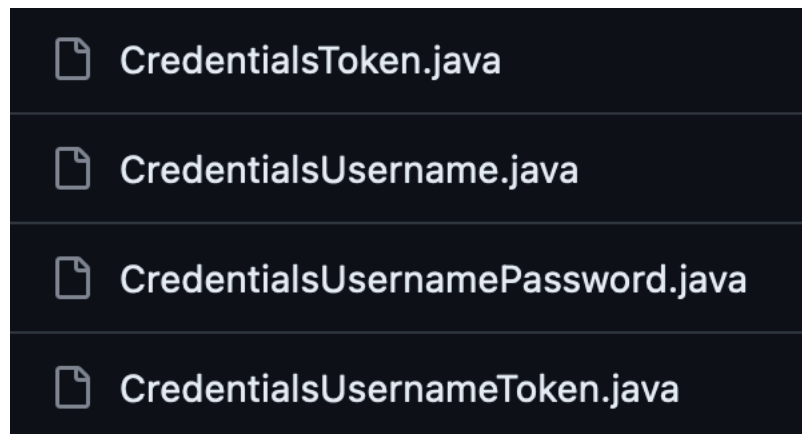 CredentialsToken.java
CredentialsUsername.java
CredentialsUsernamePassword.java
CredentialsUsernameToken.java